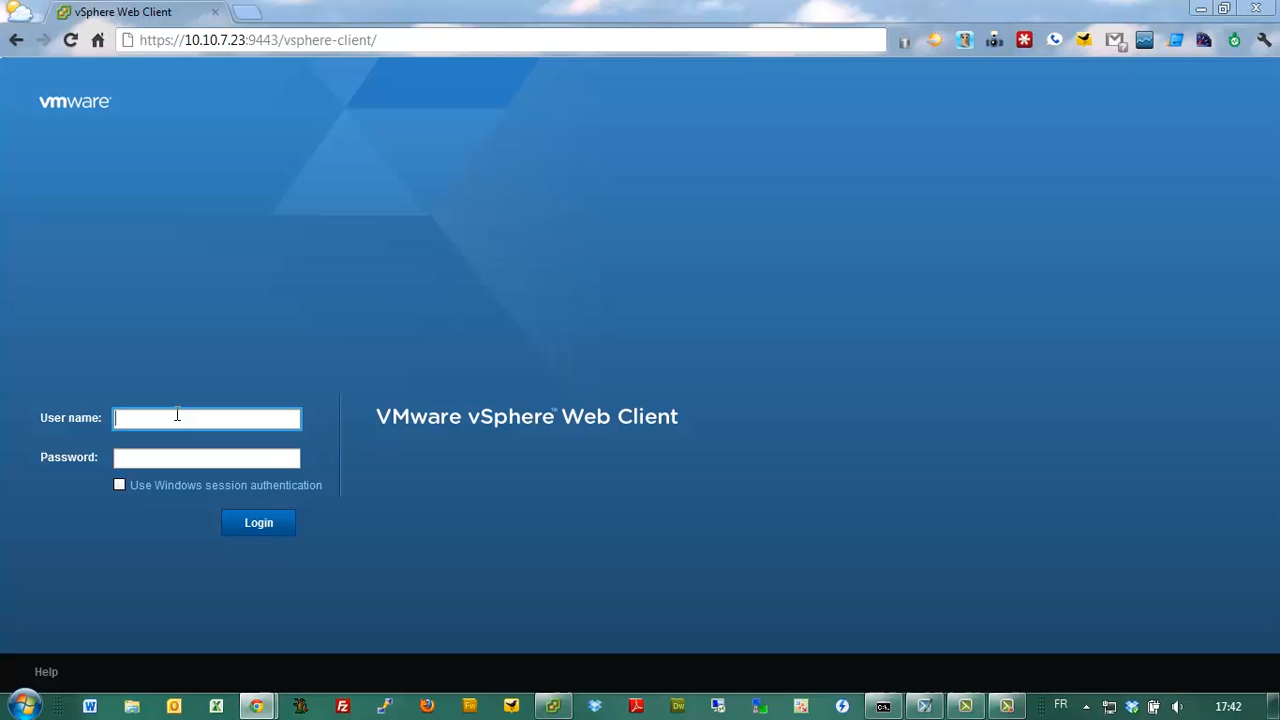 vSphere Web Client
https://10.10.7.23:9443/vsphere-client/
vmware
User name:
VMware vSphere™ Web Client
Password:
Use Windows session authentication
Login
Help
FR
17:42